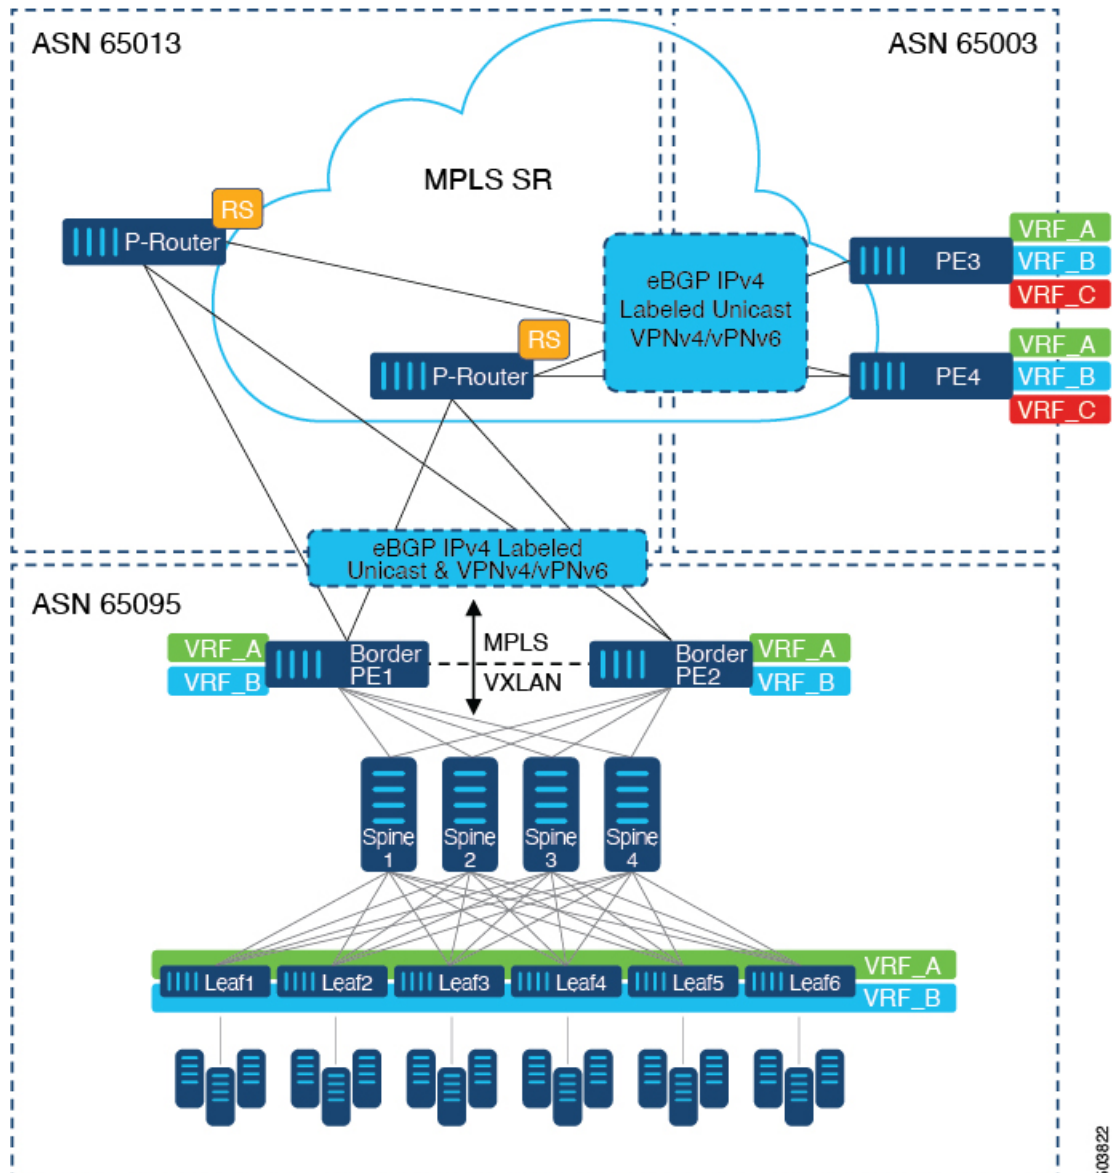 ASN 65013
ASN 65003
MPLS SR
RS
P-Router
RS
P-Router
eBGP IPv4
Labeled Unicast
VPNv4/vPNv6
PE3
VRF_A
VRF_B
VRF_C
PE4
VRF_A
VRF_B
VRF_C
eBGP IPv4 Labeled
Unicast & VPNv4/vPNv6
ASN 65095
VRF_A
VRF_B
Border
PE1
MPLS
VXLAN
Border
PE2
VRF_A
VRF_B
Spine
1
Spine
2
Spine
3
Spine
4
VRF_A
Leaf1
Leaf2
Leaf3
Leaf4
Leaf5
Leaf6
VRF_B
503822